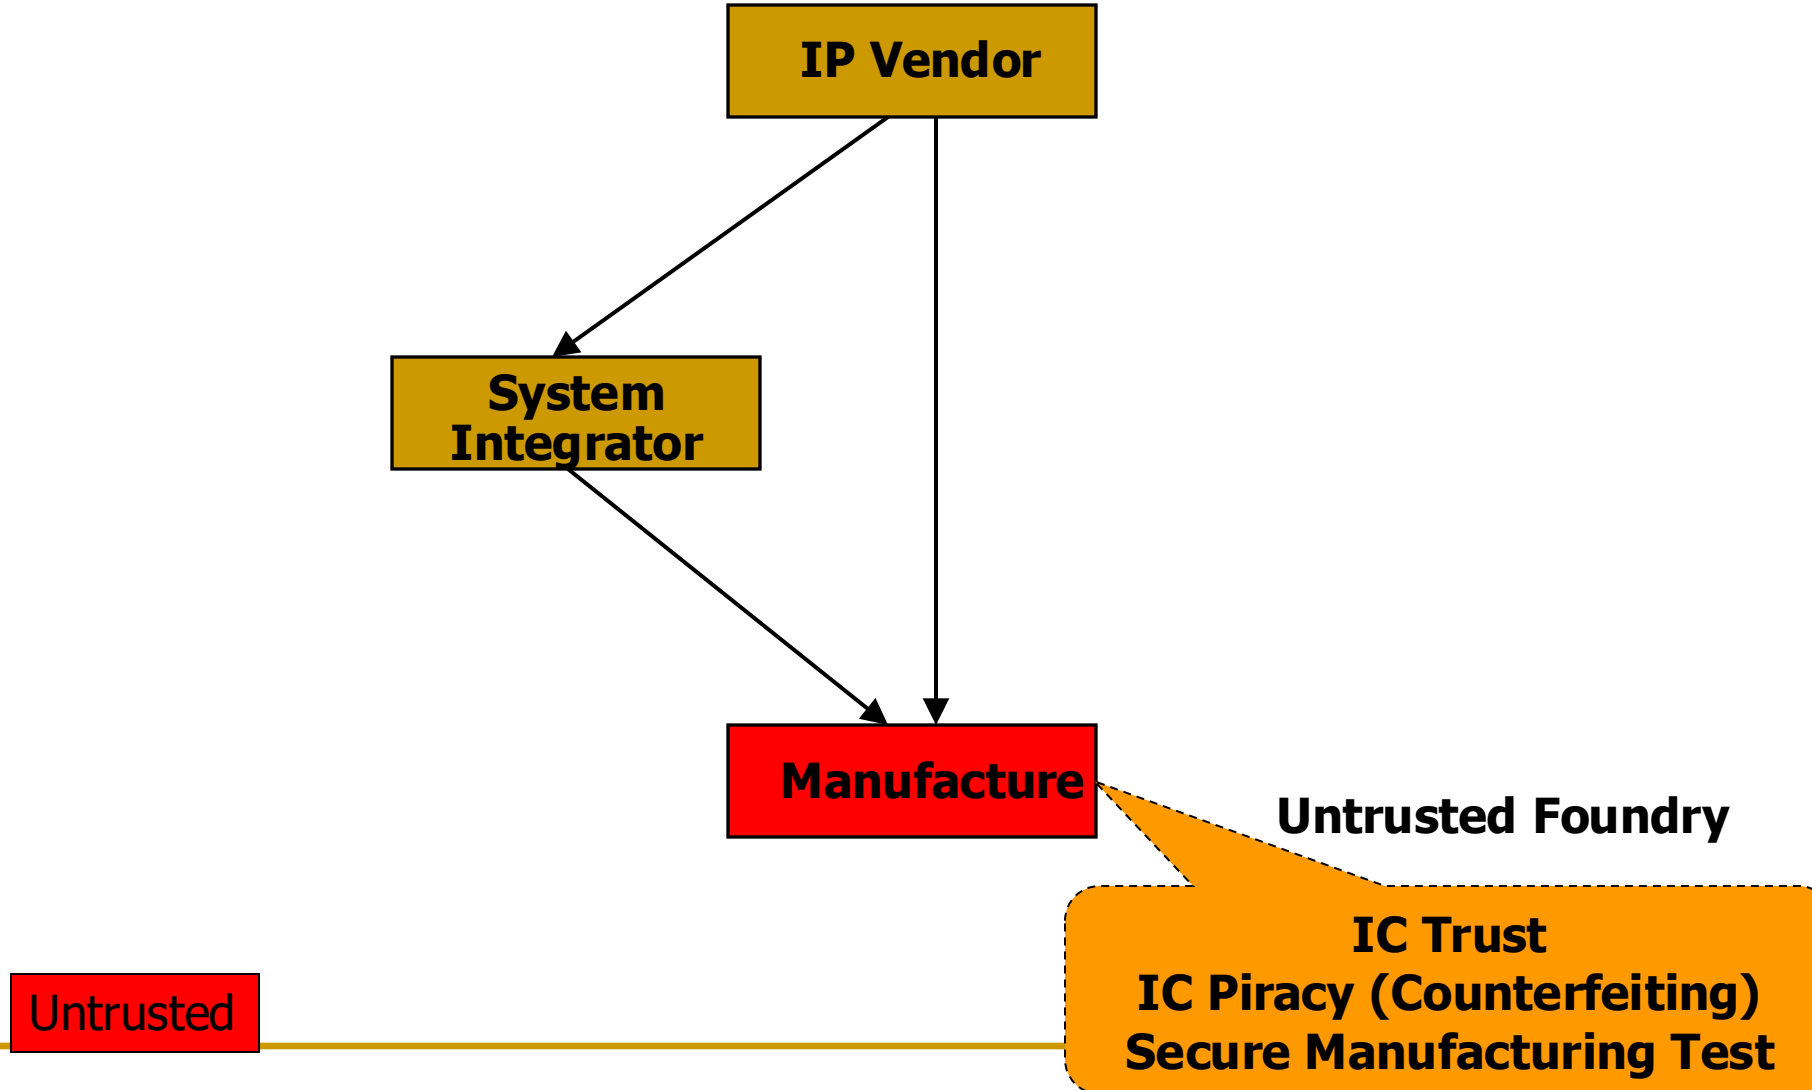 IP Vendor
System
Integrator
Manufacture
Untrusted Foundry
IC Trust
IC Piracy (Counterfeiting)
Secure Manufacturing Test
Untrusted